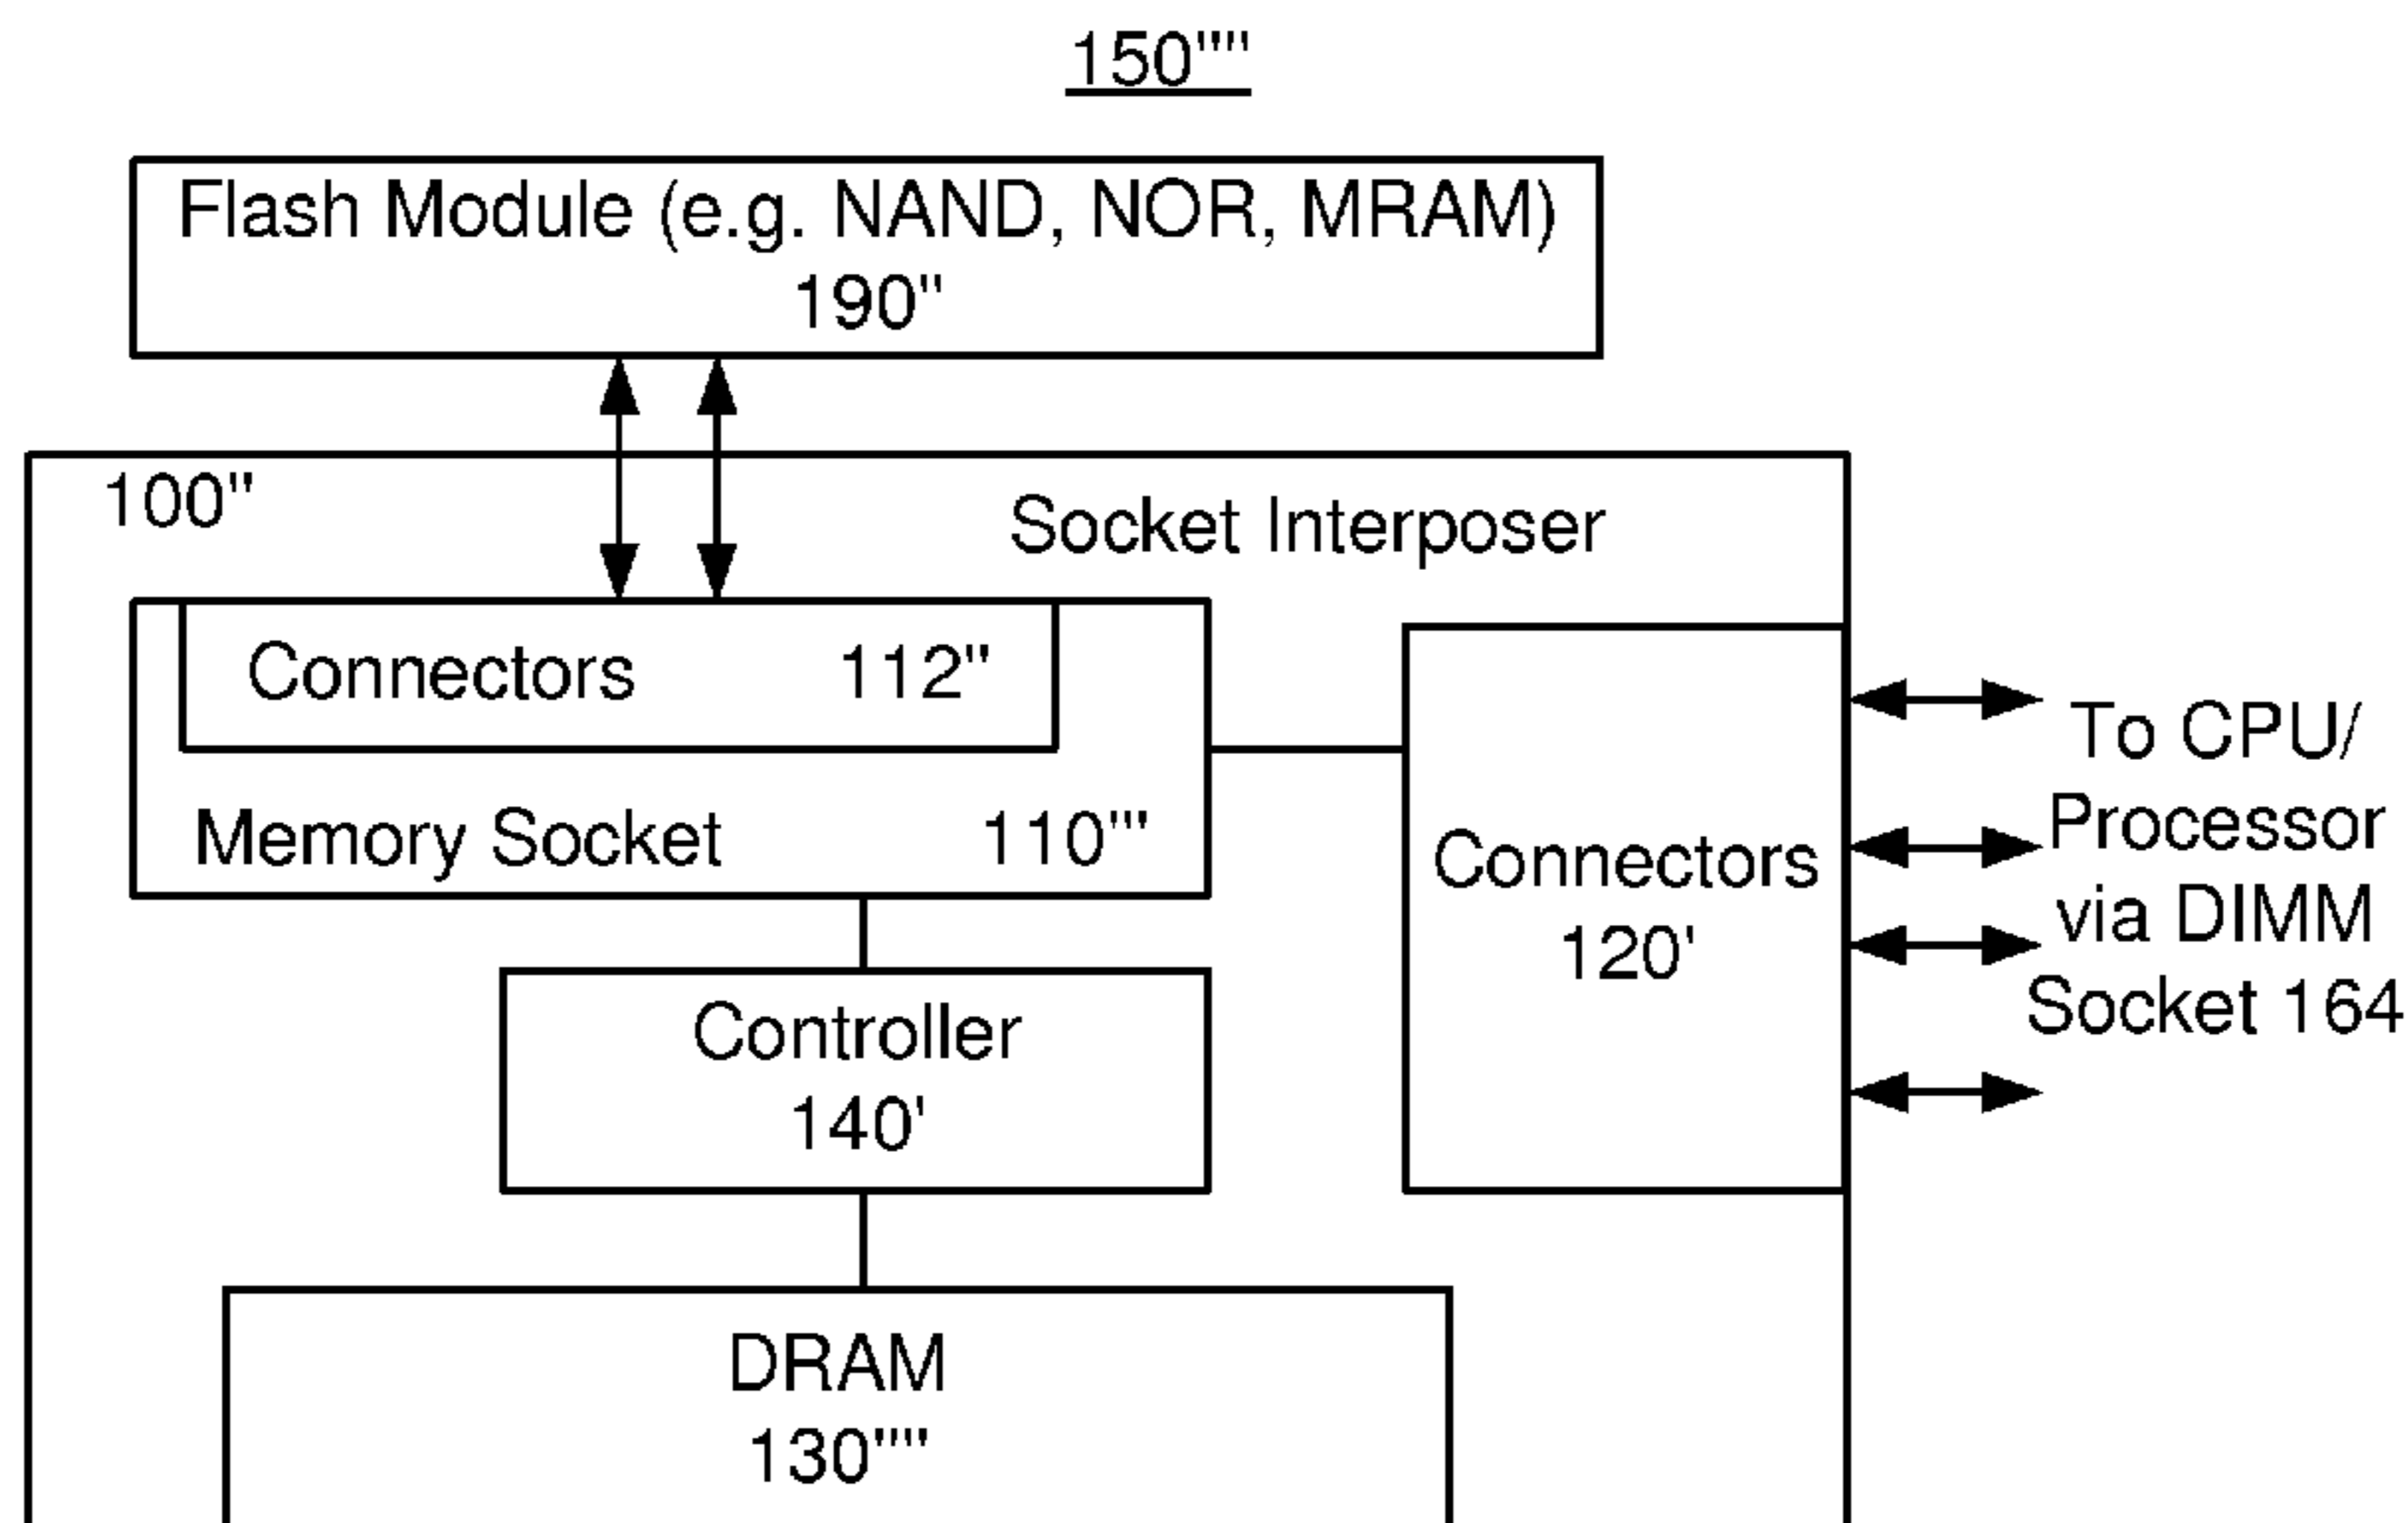 150""
Flash Module (e.g. NAND, NOR, MRAM)
190"
100"
Socket Interposer
Connectors 112"
Memory Socket 110'"
Connectors
120'
To CPU/
Processor
via DIMM
Socket 164
Controller
140'
DRAM
130""